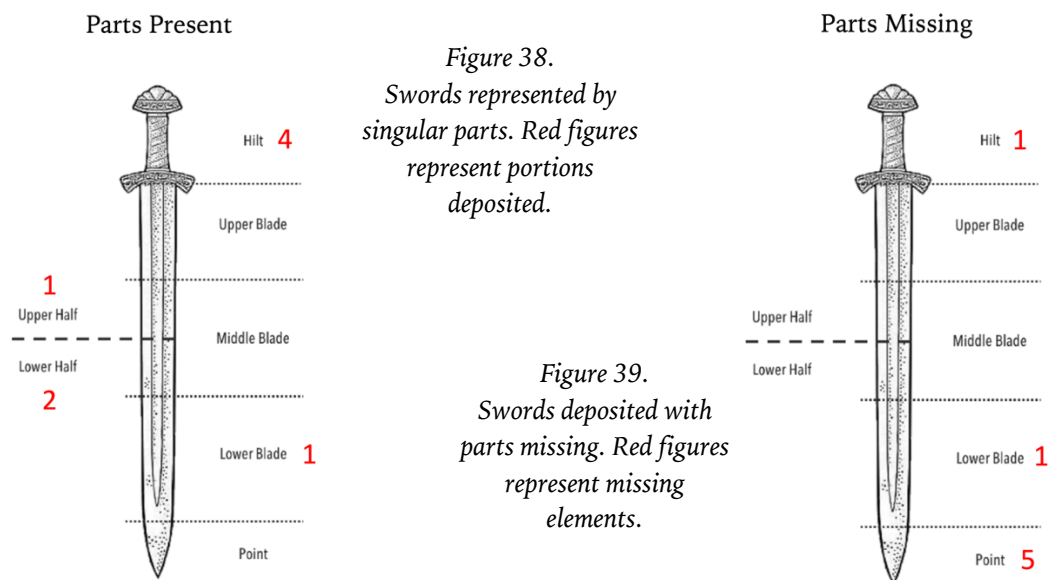 Parts Present
Hilt 4
Upper Blade
1
Upper Half
Middle Blade
Lower Half
2
Lower Blade 1
Point
Figure 38.
Swords represented by
singular parts. Red figures
represent portions
deposited.
Figure 39.
Swords deposited with
parts missing. Red figures
represent missing
elements.
Parts Missing
Hilt 1
Upper Blade
Upper Half
Middle Blade
Lower Half
Lower Blade 1
Point 5